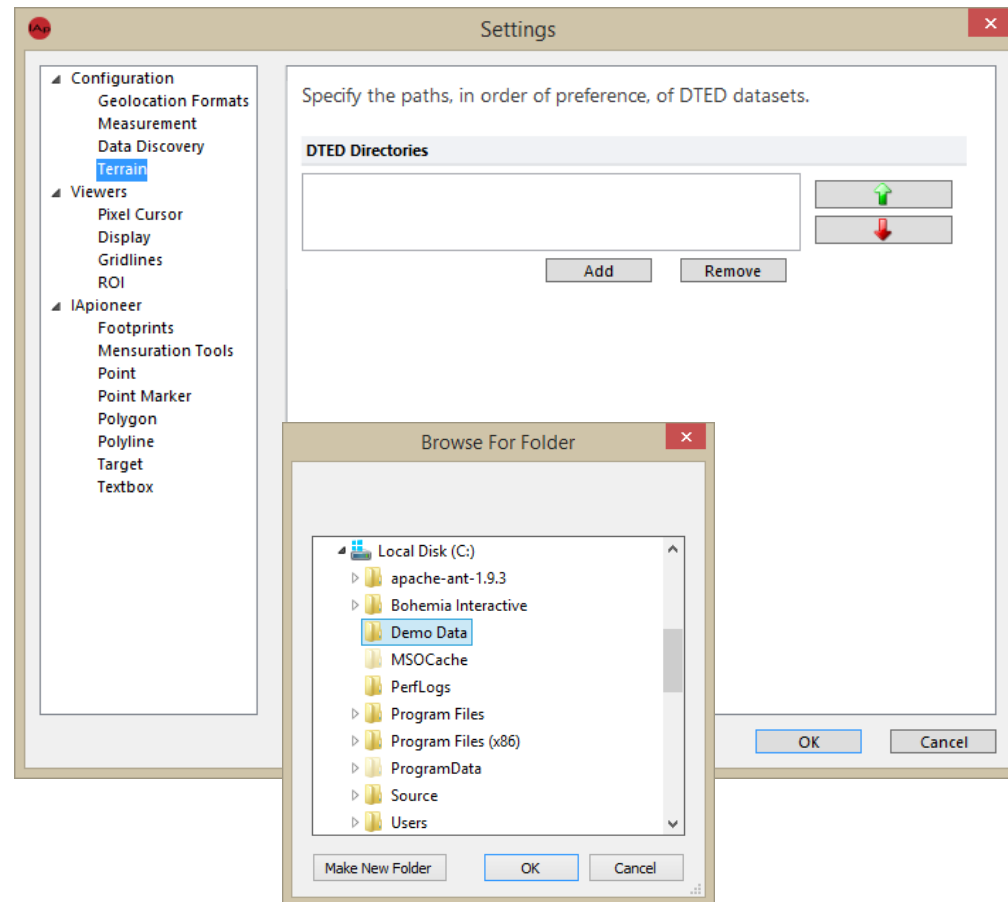 IAp
Settings
Configuration
Geolocation Formats
Measurement
Data Discovery
Terrain
Viewers
Pixel Cursor
Display
Gridlines
ROI
IApioneer
Footprints
Mensuration Tools
Point
Point Marker
Polygon
Polyline
Target
Textbox
Specify the paths, in order of preference, of DTED datasets.
DTED Directories
Add Remove
OK Cancel
Browse For Folder
Local Disk (C:)
apache-ant-1.9.3
Bohemia Interactive
Demo Data
MSOCache
PerfLogs
Program Files
Program Files (x86)
ProgramData
Source
Users
Make New Folder OK Cancel